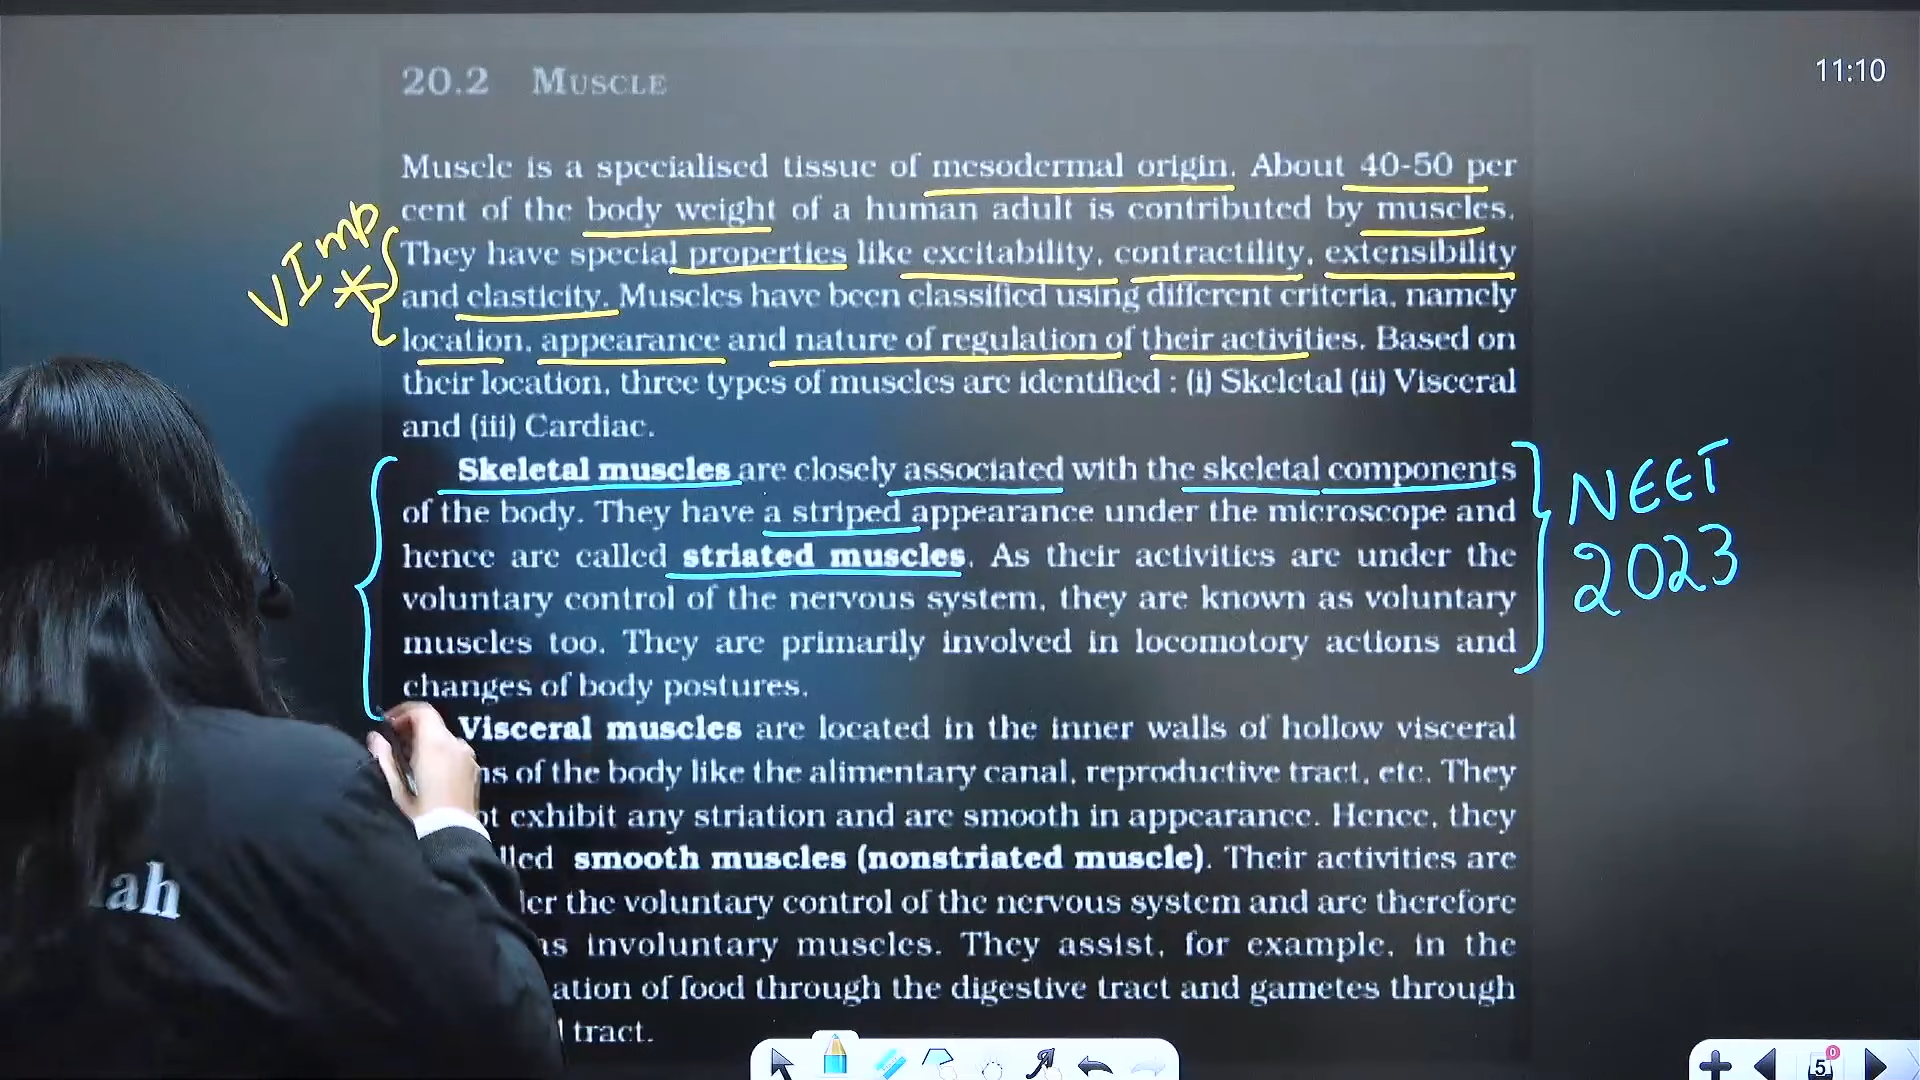 20.2 MUSCLE
11:10
Muscle is a specialised tissue of mesodermal origin. About 40-50 per
cent of the body weight of a human adult is contributed by muscles.
They have special properties like excitability, contractility, extensibility
and elasticity. Muscles have been classified using different criteria, namely
location, appearance and nature of regulation of their activities. Based on
their location, three types of muscles are identified : (i) Skeletal (ii) Visceral
and (iii) Cardiac.
VImp
Skeletal muscles are closely associated with the skeletal components
of the body. They have a striped appearance under the microscope and
hence are called striated muscles. As their activities are under the
voluntary control of the nervous system, they are known as voluntary
muscles too. They are primarily involved in locomotory actions and
changes of body postures.
NEET
2023
Visceral muscles are located in the inner walls of hollow visceral
ns of the body like the alimentary canal, reproductive tract, etc. They
ot exhibit any striation and are smooth in appearance. Hence, they
lled smooth muscles (nonstriated muscle). Their activities are
ler the voluntary control of the nervous system and are therefore
as involuntary muscles. They assist, for example, in the
ation of food through the digestive tract and gametes through
l tract.
lah
5
0